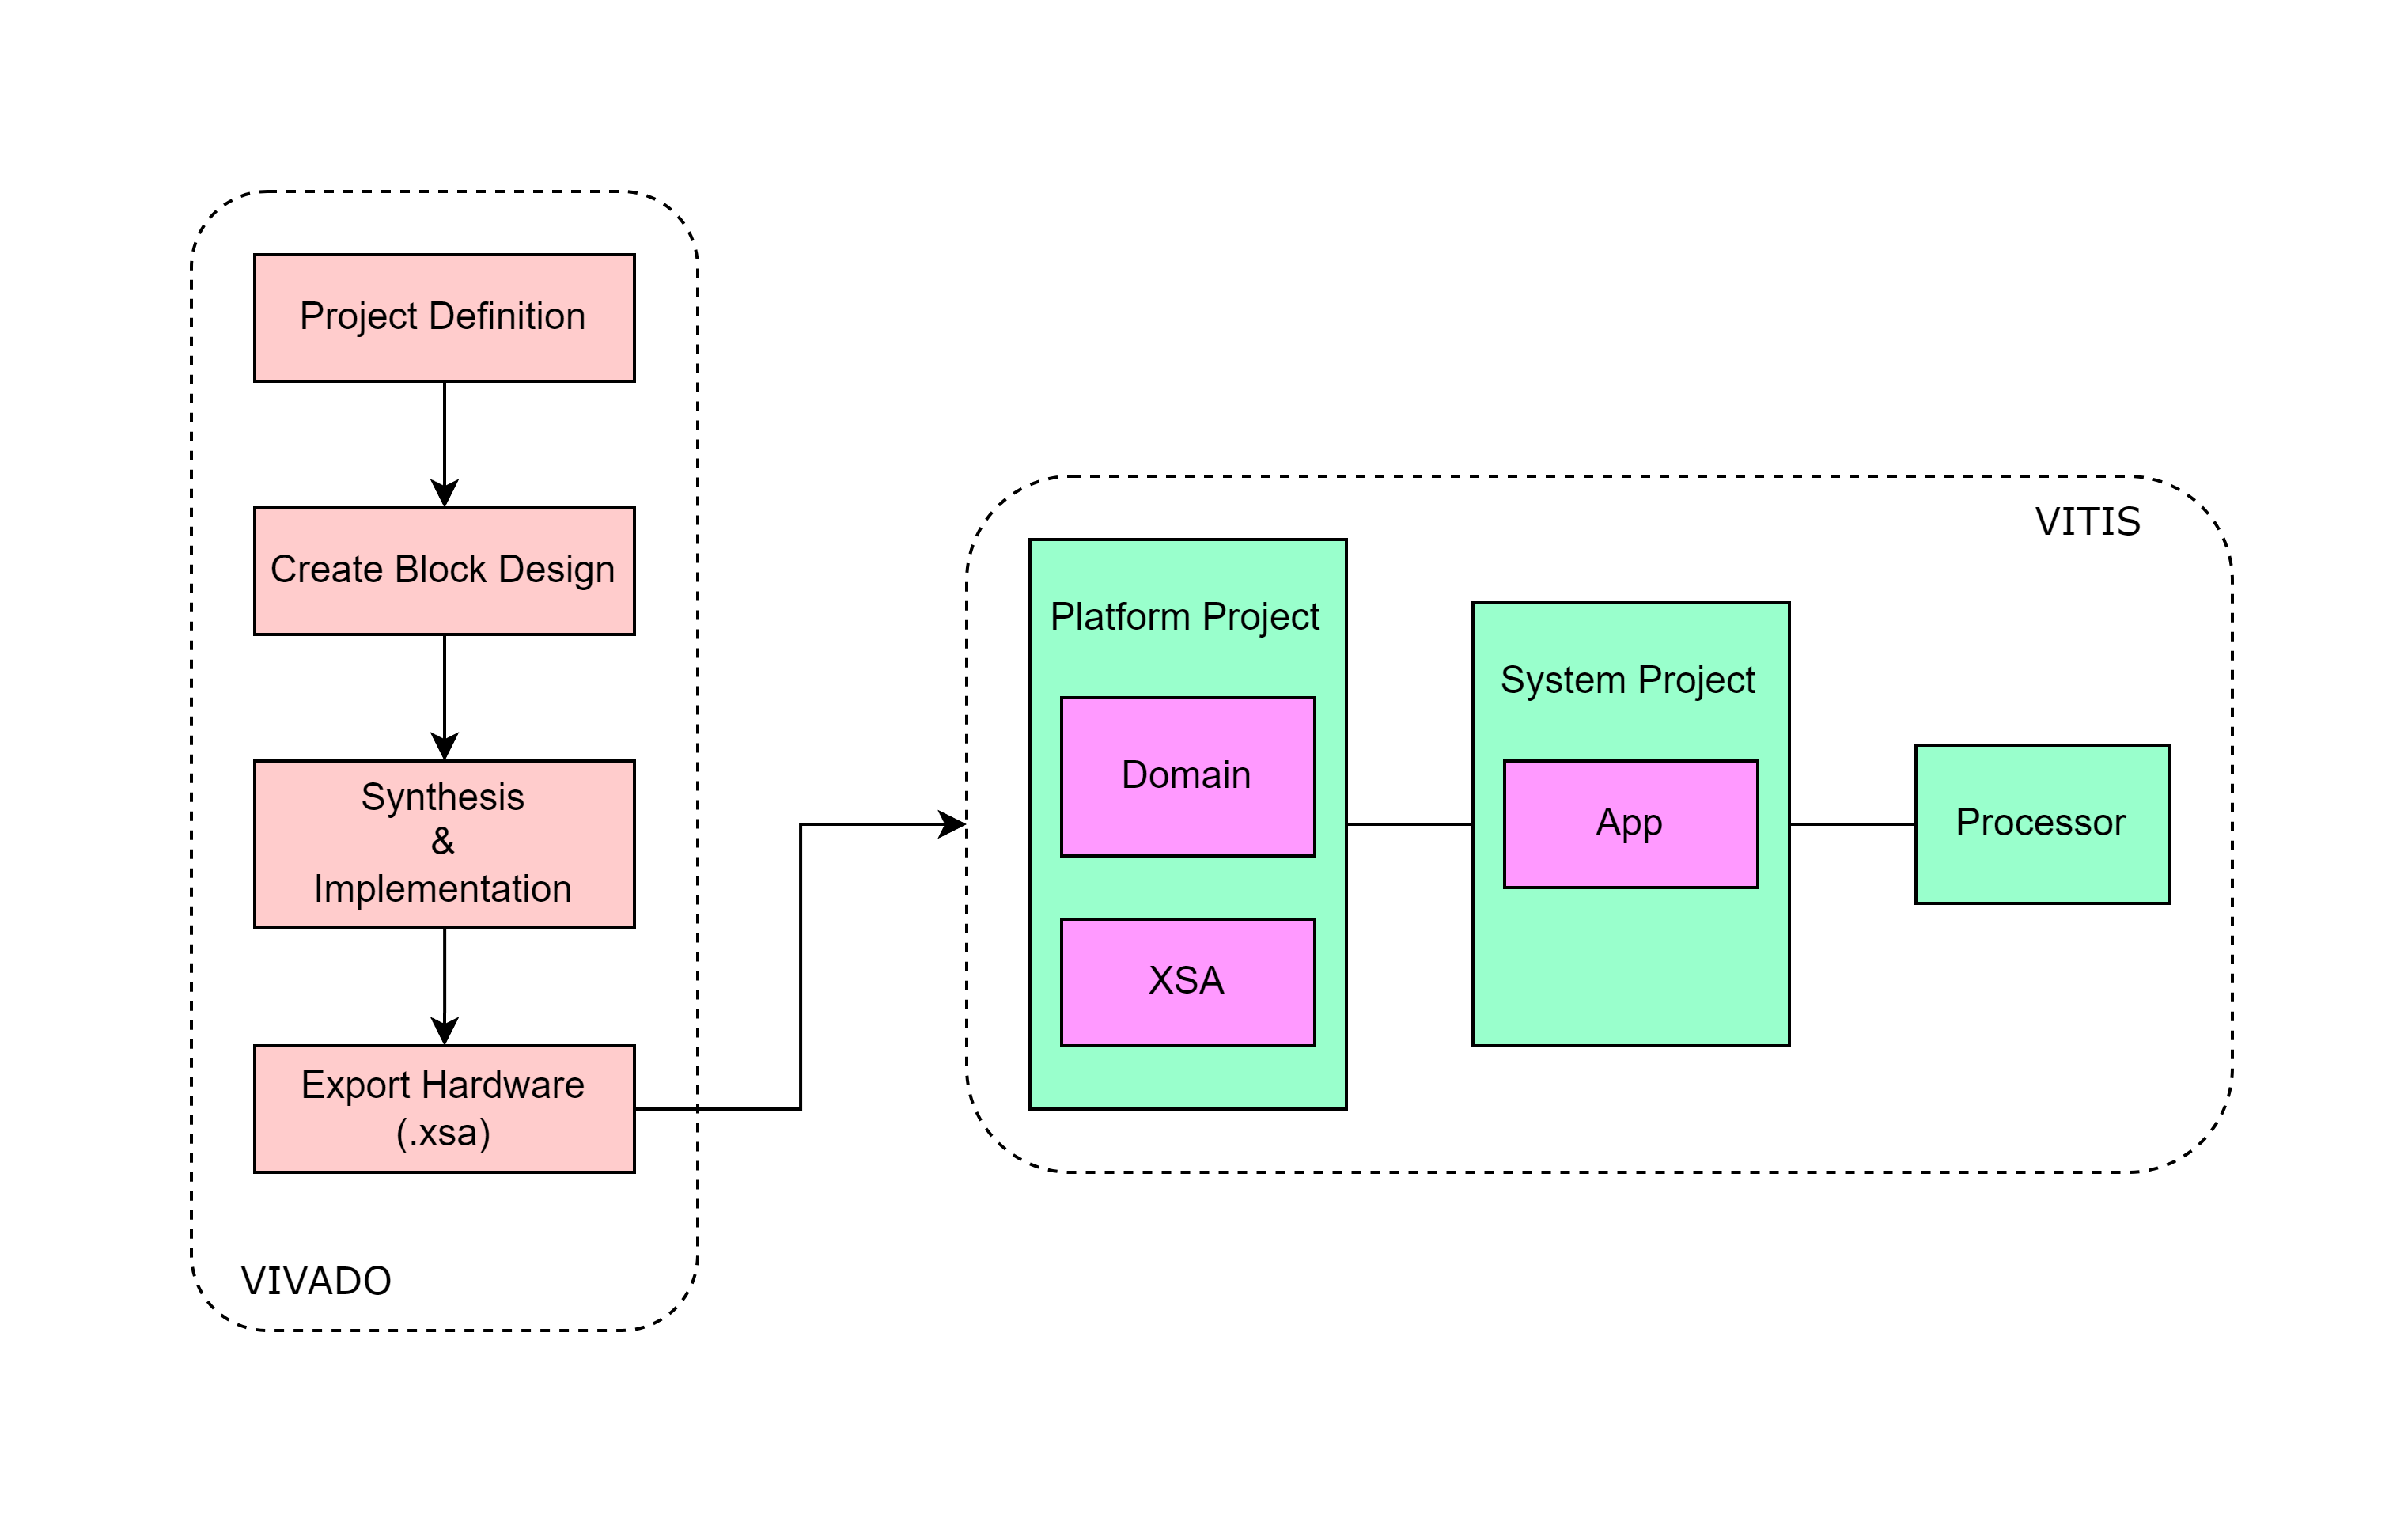 Project Definition
Create Block Design
Synthesis
&
Implementation
Export Hardware
(.xsa)
VIVADO
VITIS
Platform Project
Domain
XSA
System Project
App
Processor